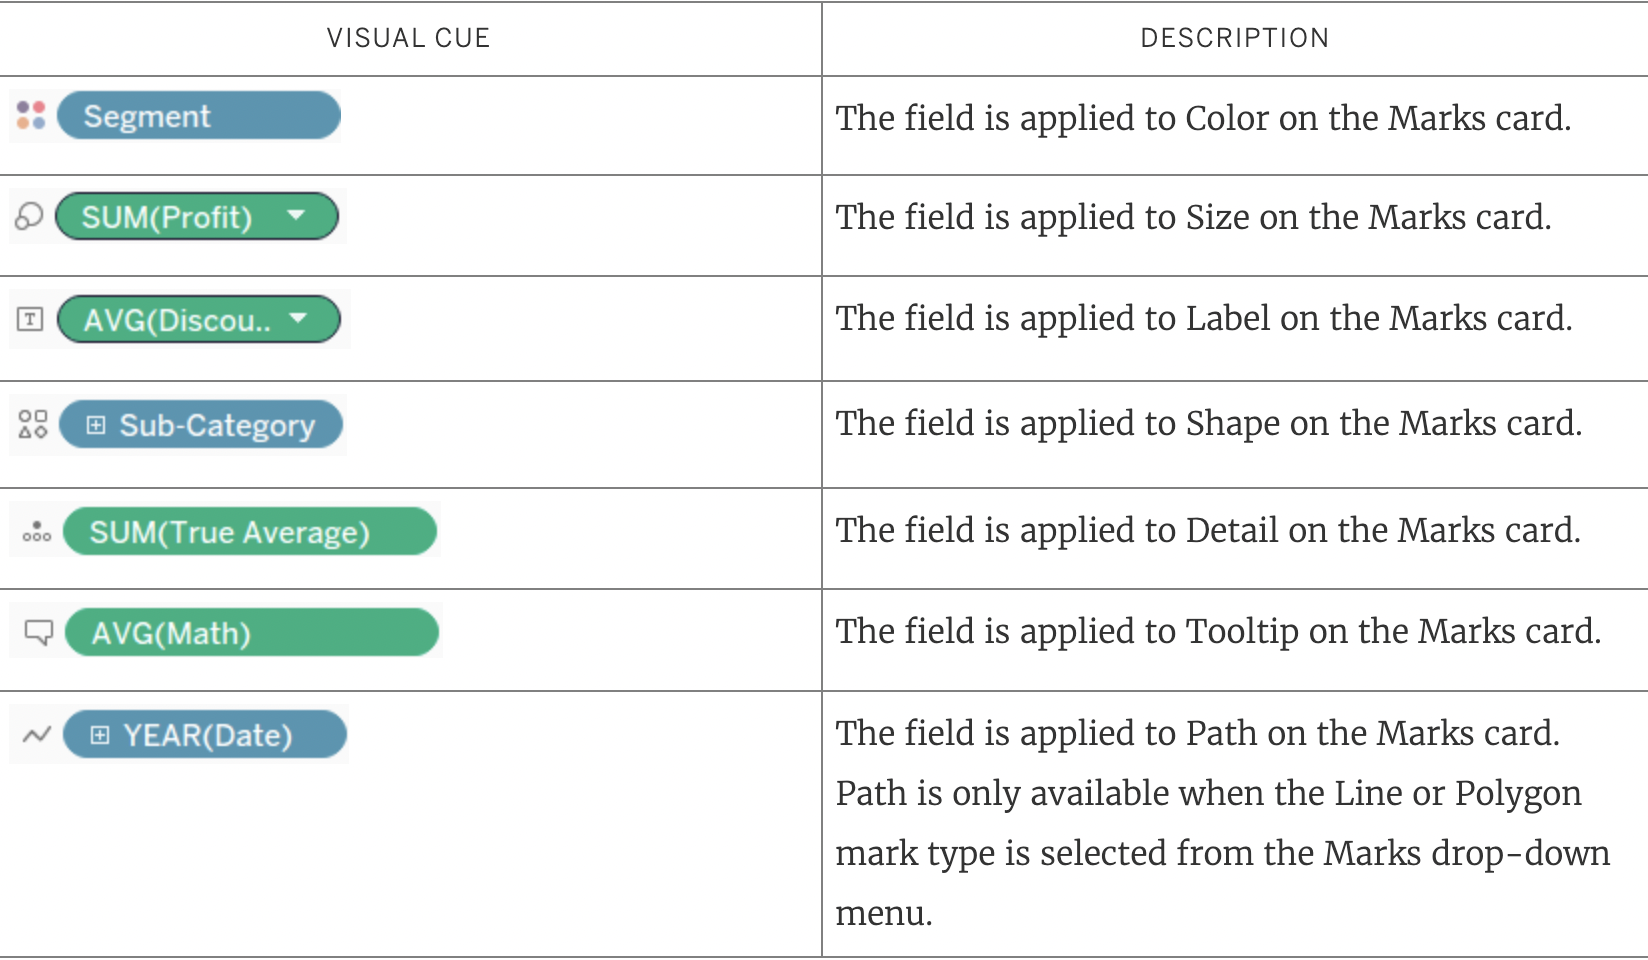 VISUAL CUE
DESCRIPTION
Segment
The field is applied to Color on the Marks card.
SUM(Profit)
The field is applied to Size on the Marks card.
T
AVG(Discou..
The field is applied to Label on the Marks card.
Sub-Category
The field is applied to Shape on the Marks card.
SUM(True Average)
The field is applied to Detail on the Marks card.
AVG(Math)
The field is applied to Tooltip on the Marks card.
YEAR(Date)
The field is applied to Path on the Marks card.
Path is only available when the Line or Polygon
mark type is selected from the Marks drop-down
menu.